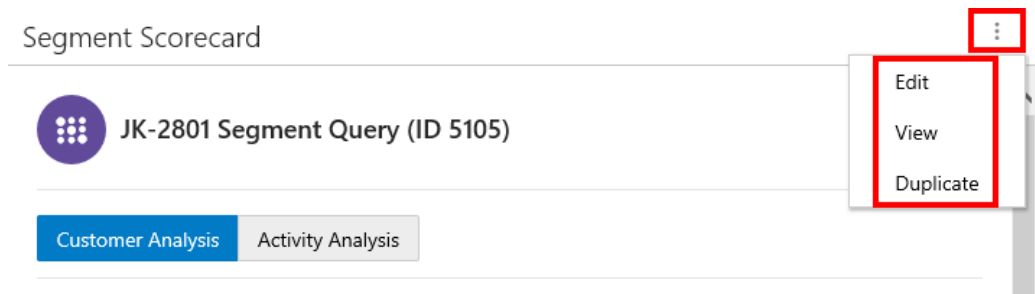 Segment Scorecard
Edit
JK-2801 Segment Query (ID 5105)
View
Duplicate
Customer Analysis Activity Analysis